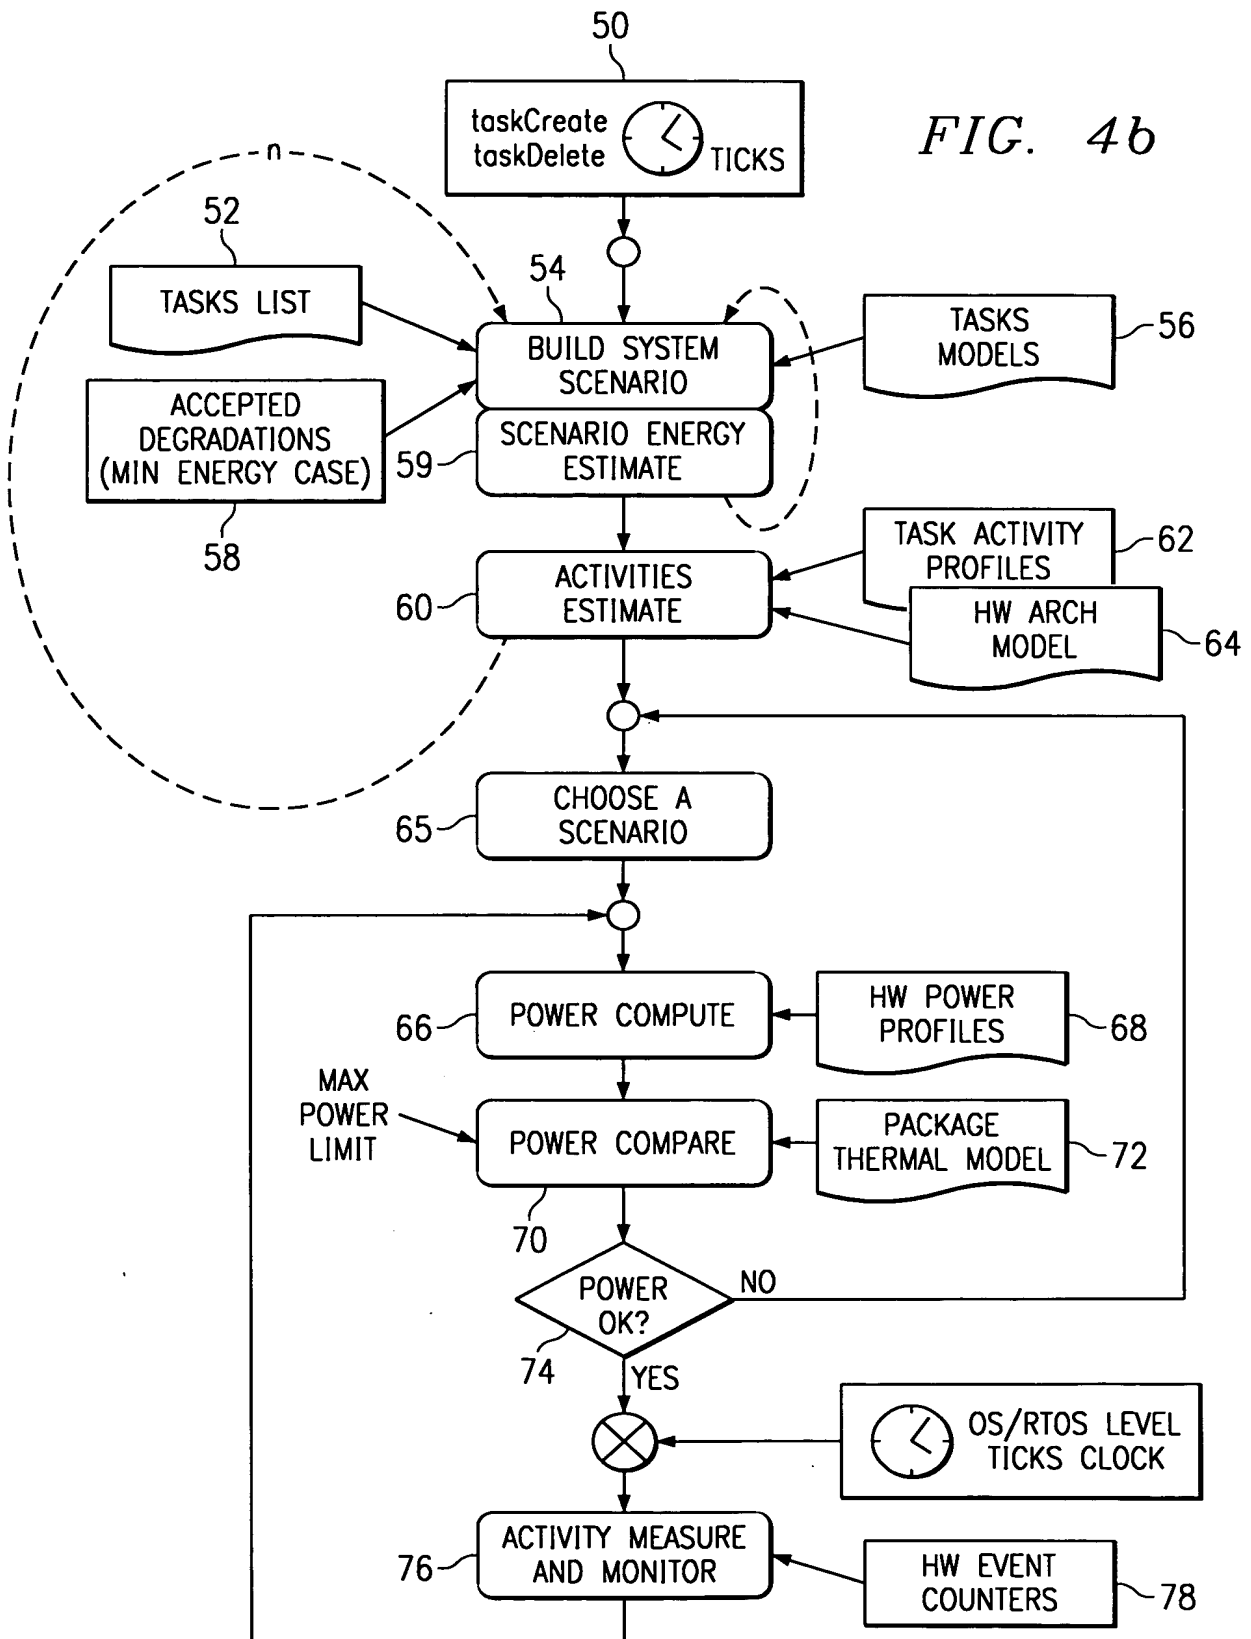 50
FIG. 4b
taskCreate
taskDelete
TICKS
n
52
54
TASKS LIST
BUILD SYSTEM
SCENARIO
TASKS
MODELS
56
ACCEPTED
DEGRADATIONS
(MIN ENERGY CASE)
58
59
SCENARIO ENERGY
ESTIMATE
60
ACTIVITIES
ESTIMATE
TASK ACTIVITY
PROFILES
62
HW ARCH
MODEL
64
65
CHOOSE A
SCENARIO
66
POWER COMPUTE
HW POWER
PROFILES
68
MAX
POWER
LIMIT
POWER COMPARE
70
PACKAGE
THERMAL MODEL
72
POWER
OK?
74
NO
YES
OS/RTOS LEVEL
TICKS CLOCK
76
ACTIVITY MEASURE
AND MONITOR
HW EVENT
COUNTERS
78